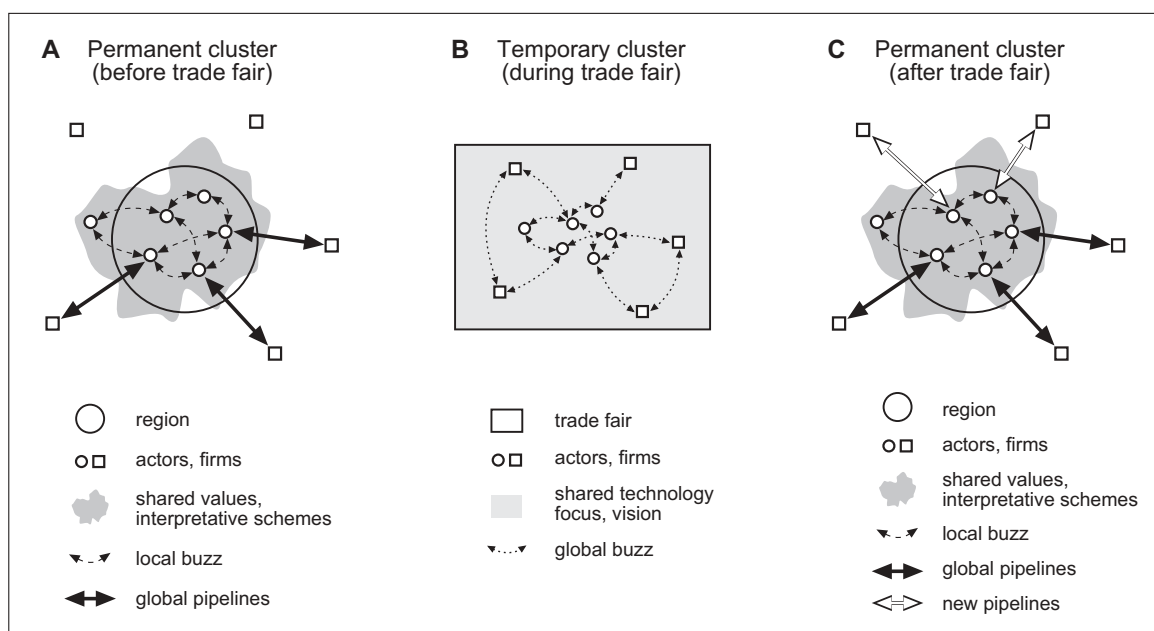 A Permanent cluster
(before trade fair)
region
actors, firms
shared values,
interpretative schemes
local buzz
global pipelines
B Temporary cluster
(during trade fair)
trade fair
actors, firms
shared technology
focus, vision
global buzz
C Permanent cluster
(after trade fair)
region
actors, firms
shared values,
interpretative schemes
local buzz
global pipelines
new pipelines